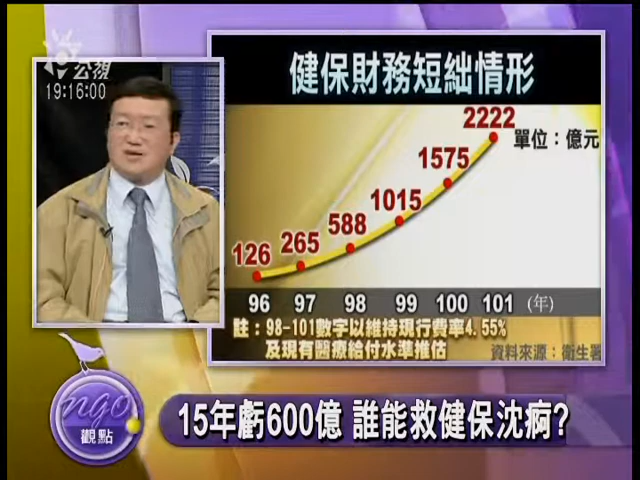 公視
19:16:00
健保財務短絀情形
2222
單位：億元
1575
1015
588
265
126
96 97 98 99 100 101 (年)
註：98-101數字以維持現行費率4.55%
及現有醫療給付水準推估
資料來源：衛生署
ngo
觀點
15年虧600億 誰能救健保沈痾?